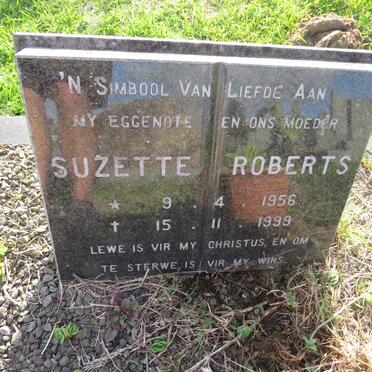 'N SIMBOOL VAN LIEFDE AAN
MY EGGENOTE EN ONS MOEDER
SUZETTE ROBERTS
* 9 . 4 . 1956
† 15 . 11 . 1999
LEWE IS VIR MY CHRISTUS, EN OM
TE STERWE, IS VIR MY WINS.